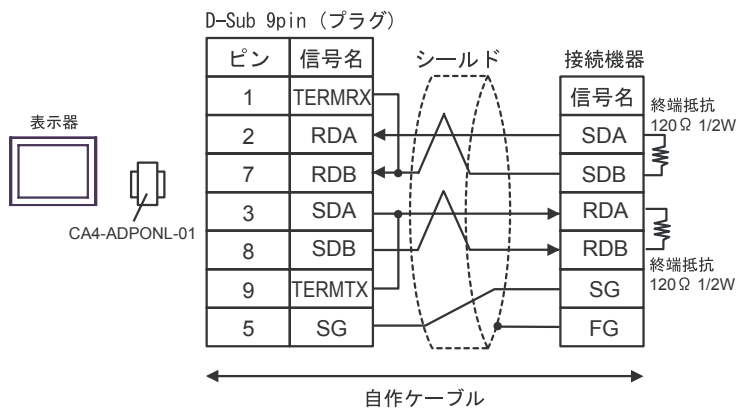 D-Sub 9pin (プラグ)
ピン 信号名 シールド 接続機器
1 TERMRX 信号名
終端抵抗
120Ω 1/2W
表示器
2 RDA SDA
7 RDB SDB
3 SDA RDA
CA4-ADPONL-01
8 SDB RDB
終端抵抗
120Ω 1/2W
9 TERMTX SG
5 SG FG
自作ケーブル